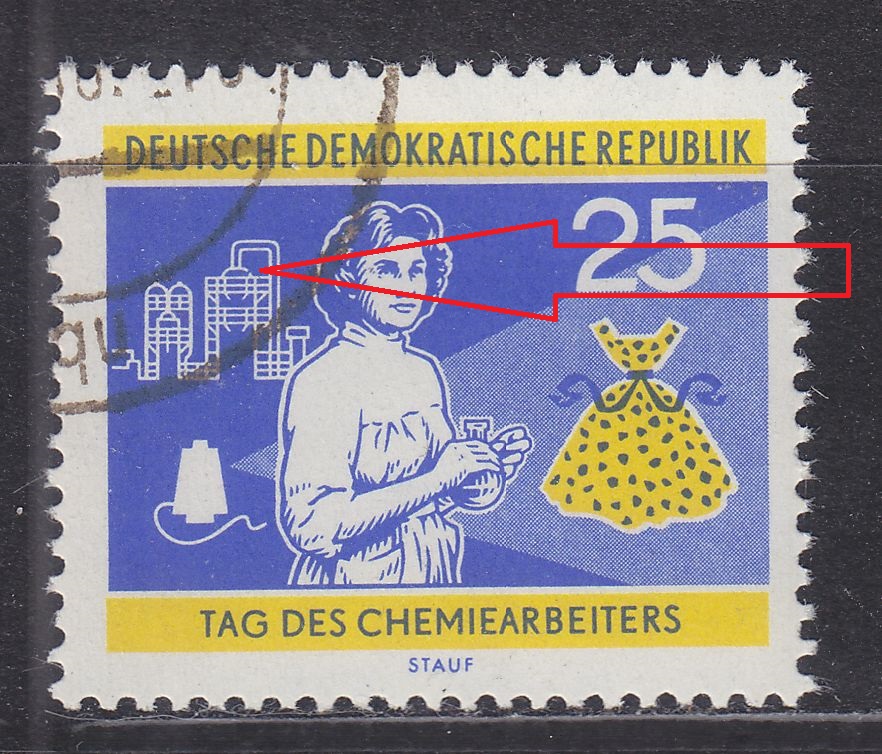 DEUTSCHE DEMOKRATISCHE REPUBLIK
25
TAG DES CHEMIEARBEITERS
STAUF